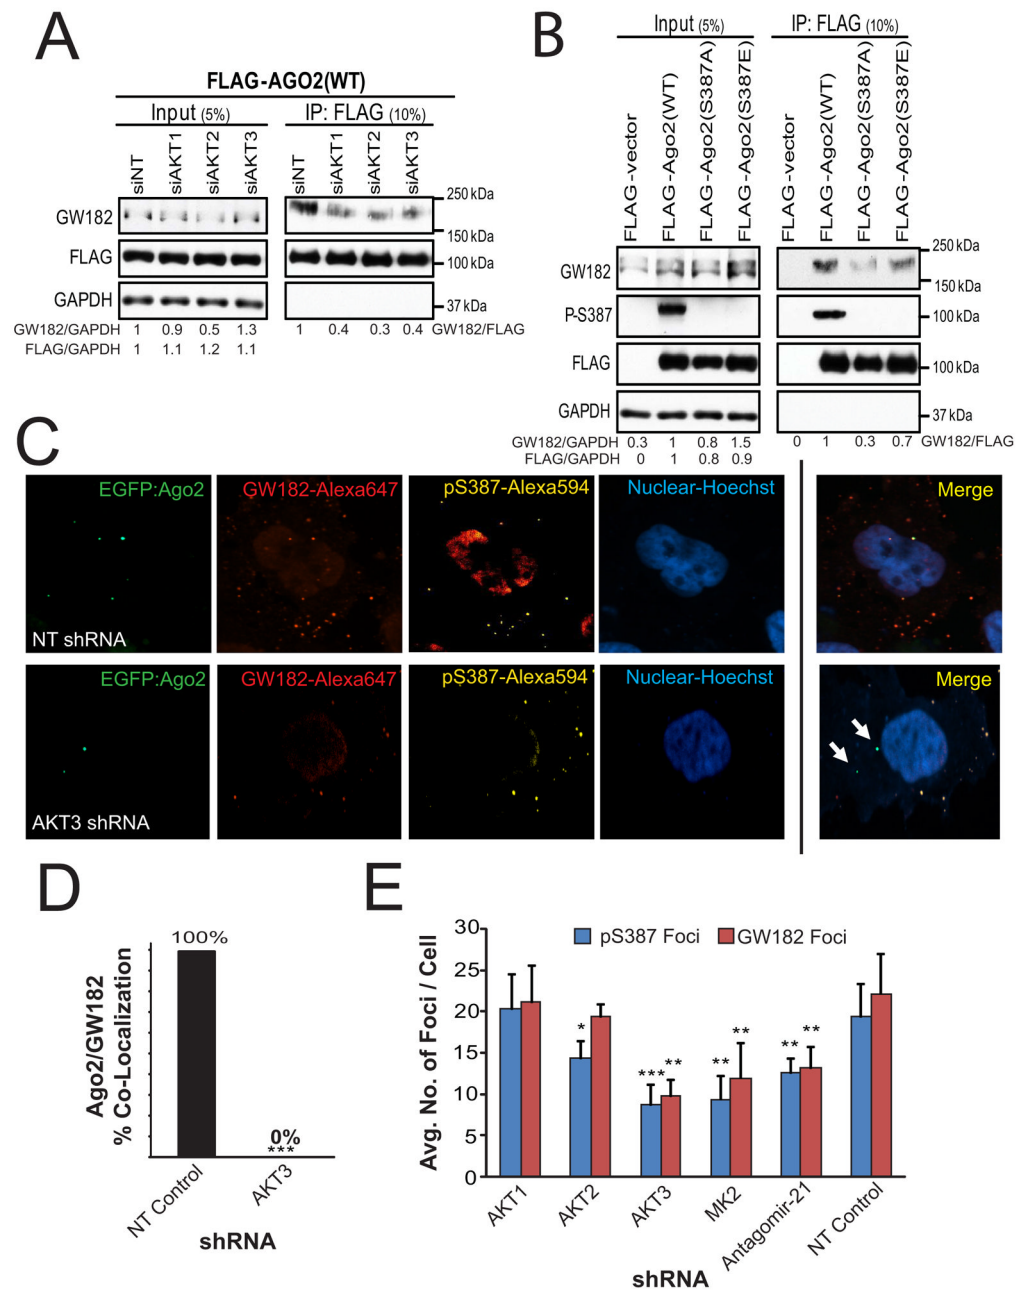 A
FLAG-AGO2(WT)
Input (5%)
IP: FLAG (10%)
siNT
siAKT1
siAKT2
siAKT3
siNT
siAKT1
siAKT2
siAKT3
250 kDa
GW182
150 kDa
FLAG
100 kDa
GAPDH
37 kDa
GW182/GAPDH 1 0.9 0.5 1.3
1 0.4 0.3 0.4 GW182/FLAG
FLAG/GAPDH 1 1.1 1.2 1.1
B
Input (5%)
IP: FLAG (10%)
FLAG-vector
FLAG-Ago2(WT)
FLAG-Ago2(S387A)
FLAG-Ago2(S387E)
FLAG-vector
FLAG-Ago2(WT)
FLAG-Ago2(S387A)
FLAG-Ago2(S387E)
250 kDa
GW182
150 kDa
P-S387
100 kDa
FLAG
100 kDa
GAPDH
37 kDa
GW182/GAPDH 0.3 1 0.8 1.5
0 1 0.3 0.7 GW182/FLAG
FLAG/GAPDH 0 1 0.8 0.9
C
EGFP:Ago2
GW182-Alexa647
pS387-Alexa594
Nuclear-Hoechst
Merge
NT shRNA
EGFP:Ago2
GW182-Alexa647
pS387-Alexa594
Nuclear-Hoechst
Merge
AKT3 shRNA
D
Ago2/GW182
% Co-Localization
100%
0%
***
NT Control
AKT3
shRNA
E
Avg. No. of Foci / Cell
30
25
20
15
10
5
0
pS387 Foci
GW182 Foci
*
***
**
**
**
**
**
AKT1
AKT2
AKT3
MK2
Antagomir-21
NT Control
shRNA